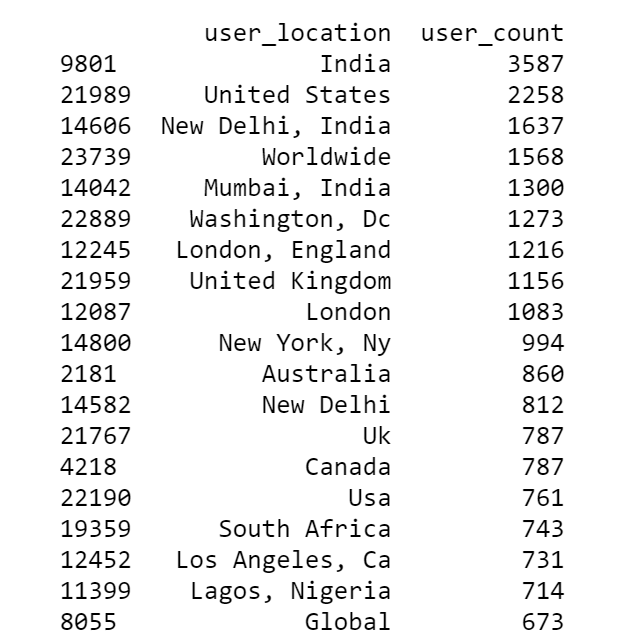 user_location user_count
9801 India 3587
21989 United States 2258
14606 New Delhi, India 1637
23739 Worldwide 1568
14042 Mumbai, India 1300
22889 Washington, Dc 1273
12245 London, England 1216
21959 United Kingdom 1156
12087 London 1083
14800 New York, Ny 994
2181 Australia 860
14582 New Delhi 812
21767 Uk 787
4218 Canada 787
22190 Usa 761
19359 South Africa 743
12452 Los Angeles, Ca 731
11399 Lagos, Nigeria 714
8055 Global 673